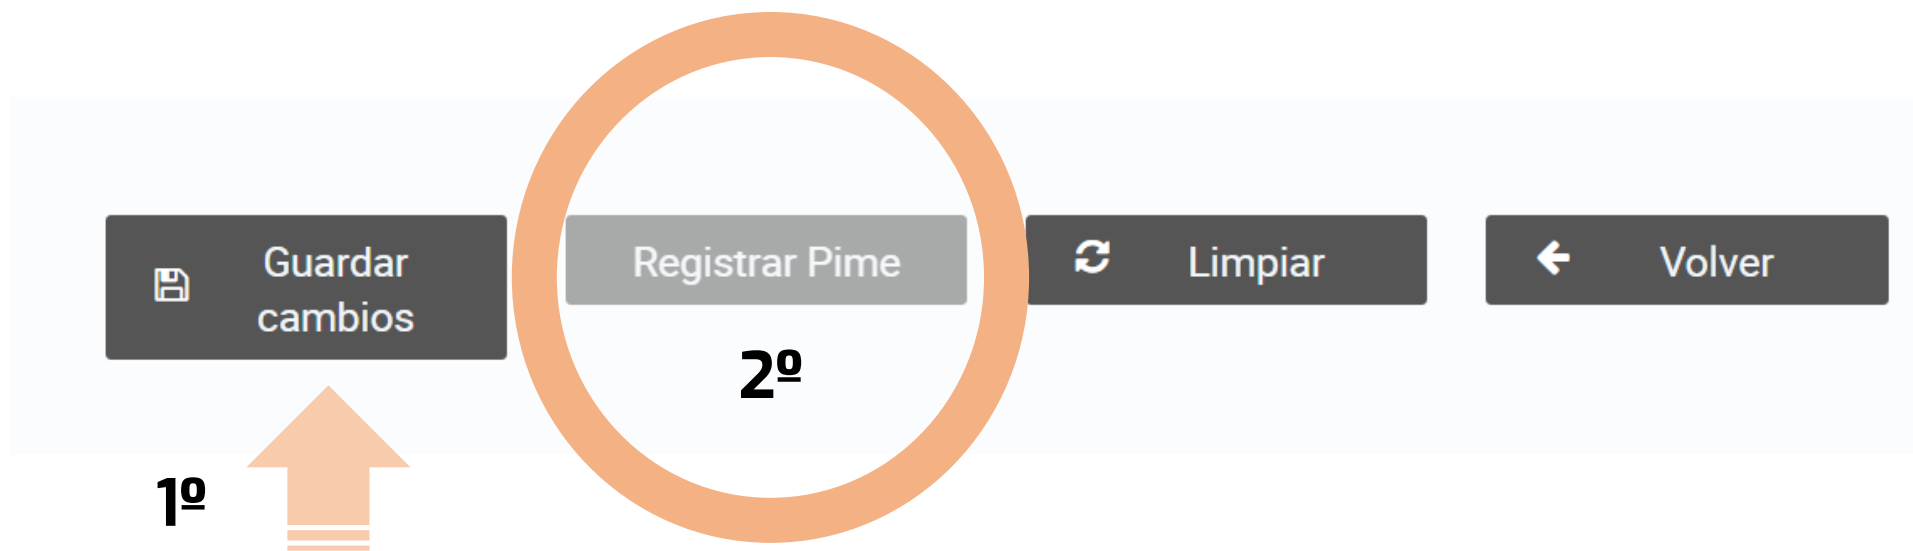 Guardar
cambios
Registrar Pime
Limpiar
Volver
2º
1º